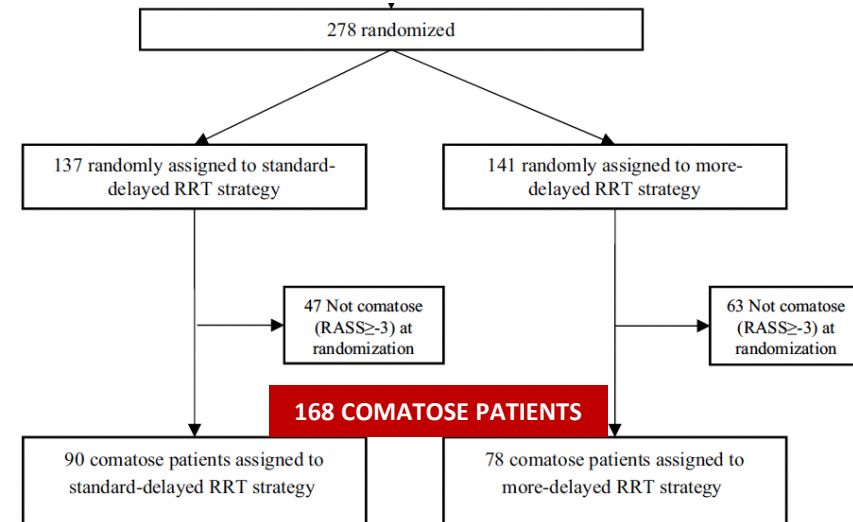 278 randomized
137 randomly assigned to standard-
delayed RRT strategy
141 randomly assigned to more-
delayed RRT strategy
47 Not comatose
(RASS≥-3) at
randomization
63 Not comatose
(RASS≥-3) at
randomization
168 COMATOSE PATIENTS
90 comatose patients assigned to
standard-delayed RRT strategy
78 comatose patients assigned to
more-delayed RRT strategy